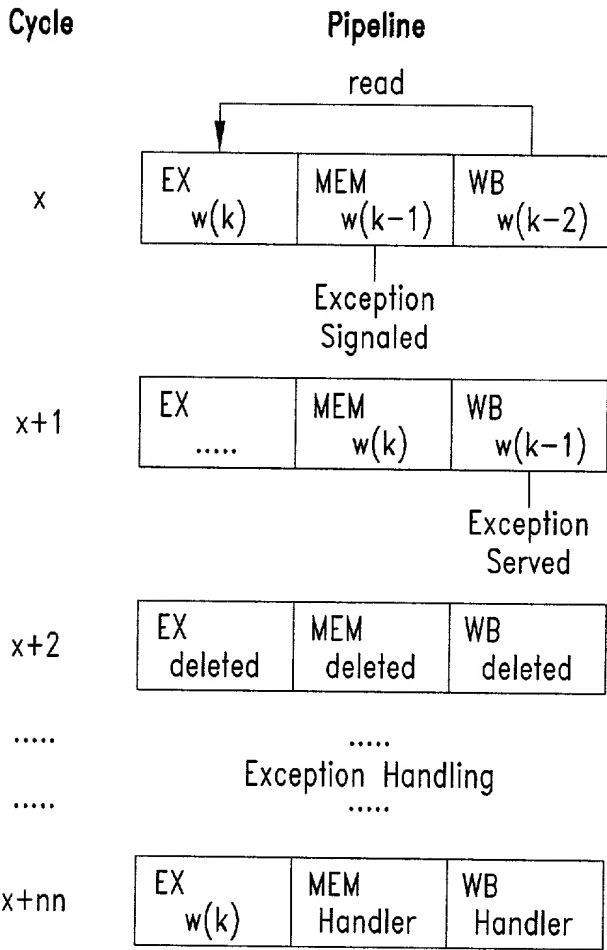 Cycle Pipeline
read
x EX MEM WB
w(k) w(k-1) w(k-2)
Exception
Signaled
x+1 EX MEM WB
..... w(k) w(k-1)
Exception
Served
x+2 EX MEM WB
deleted deleted deleted
..... .....
Exception Handling
..... .....
x+nn EX MEM WB
w(k) Handler Handler